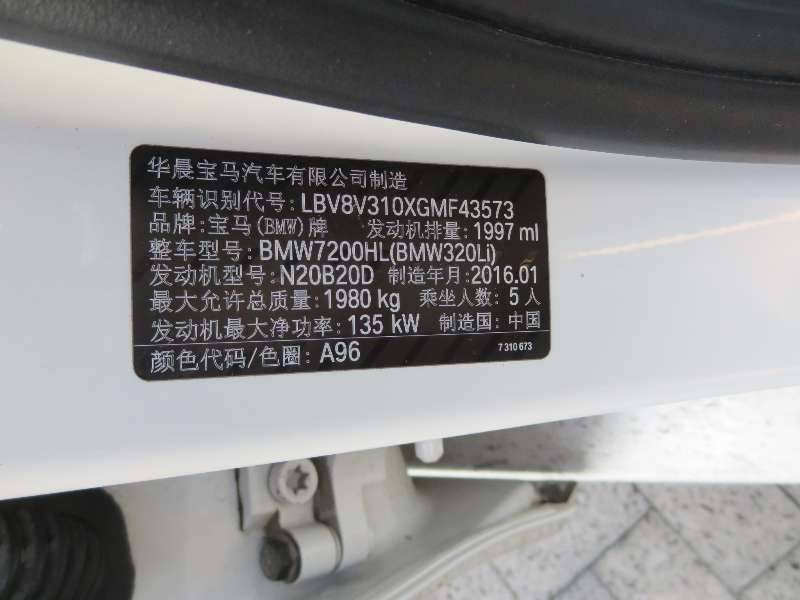 华晨宝马汽车有限公司制造
车辆识别代号: LBV8V310XGMF43573
品牌: 宝马(BMW)牌 发动机排量: 1997 ml
整车型号: BMW7200HL(BMW320Li)
发动机型号: N20B20D 制造年月: 2016.01
最大允许总质量: 1980 kg 乘坐人数: 5 人
发动机最大净功率: 135 kW 制造国: 中国
颜色代码/色圈: A96 7 310 673